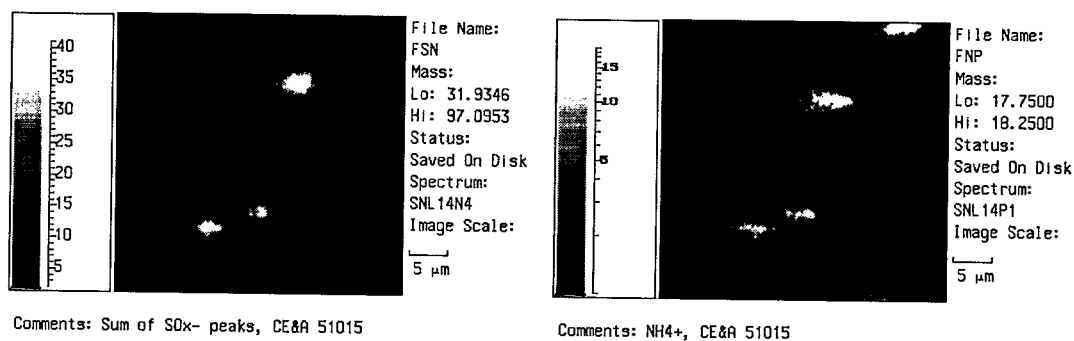 40
35
30
25
20
15
10
5
File Name:
FSN
Mass:
Lo: 31.9346
Hi: 97.0953
Status:
Saved On Disk
Spectrum:
SNL14N4
Image Scale:
5 μm
Comments: Sum of SOx- peaks, CE&A 51015
15
10
5
File Name:
FNP
Mass:
Lo: 17.7500
Hi: 18.2500
Status:
Saved On Disk
Spectrum:
SNL14P1
Image Scale:
5 μm
Comments: NH4+, CE&A 51015